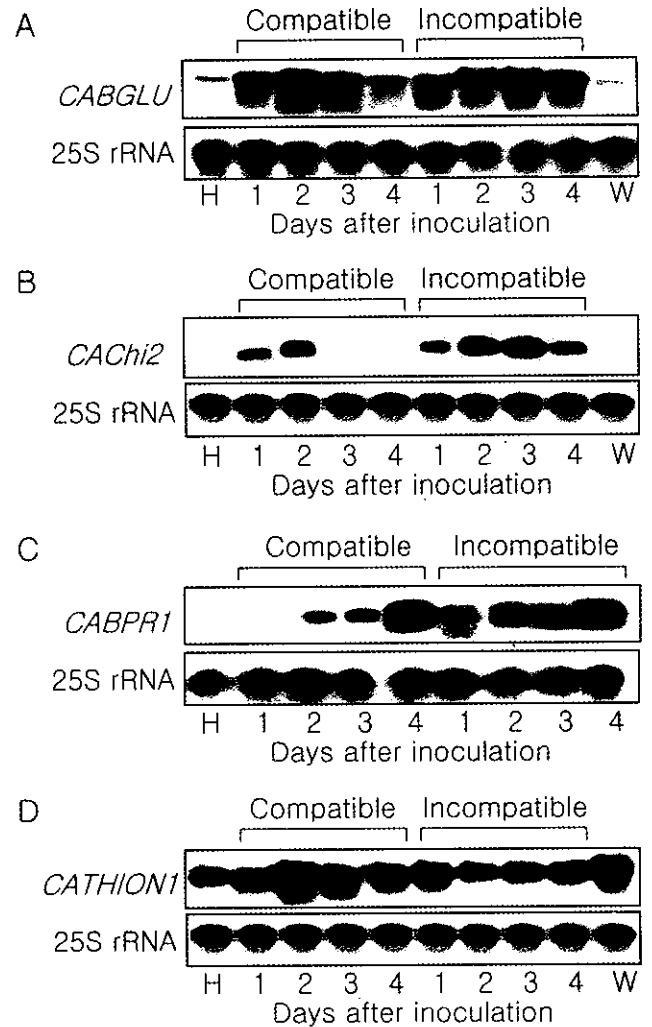 A
Compatible Incompatible
CABGLU
25S rRNA
H 1 2 3 4 1 2 3 4 W
Days after inoculation
B
Compatible Incompatible
CAChi2
25S rRNA
H 1 2 3 4 1 2 3 4 W
Days after inoculation
C
Compatible Incompatible
CABPR1
25S rRNA
H 1 2 3 4 1 2 3 4
Days after inoculation
D
Compatible Incompatible
CATHION1
25S rRNA
H 1 2 3 4 1 2 3 4 W
Days after inoculation